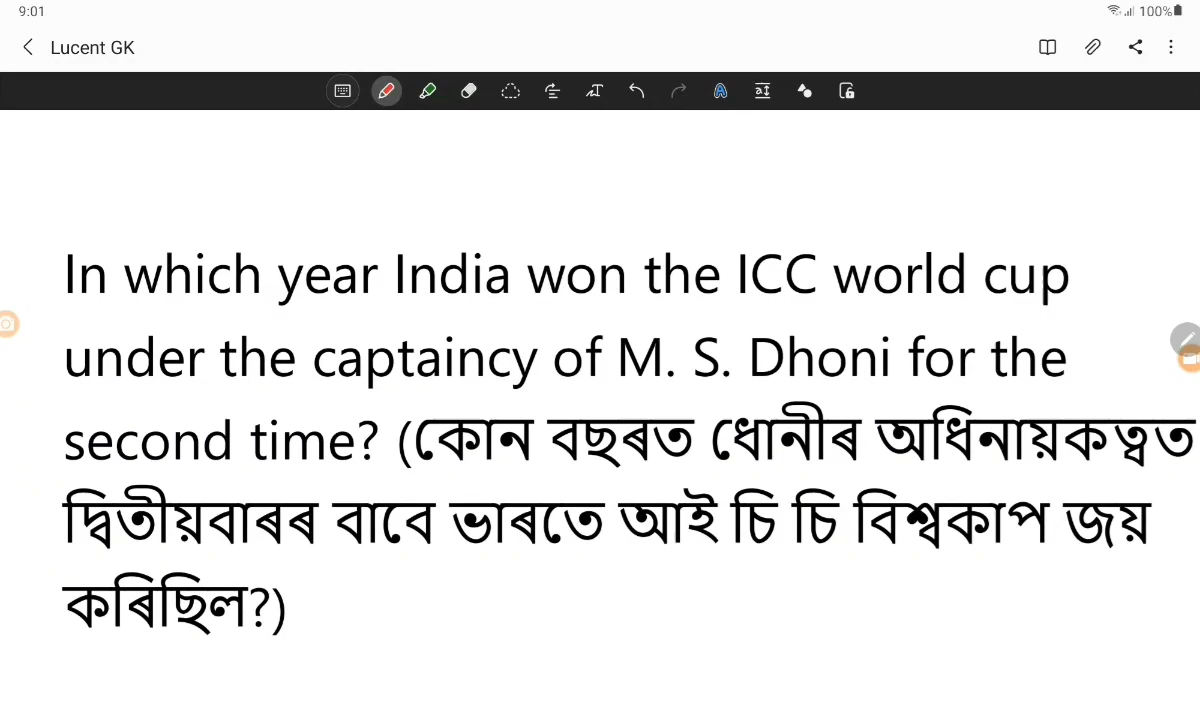 9:01
100%
Lucent GK
In which year India won the ICC world cup
under the captaincy of M. S. Dhoni for the
second time? (কোন বছৰত ধোনীৰ অধিনায়কত্বত
দ্বিতীয়বাৰৰ বাবে ভাৰতে আই চি চি বিশ্বকাপ জয়
কৰিছিল?)